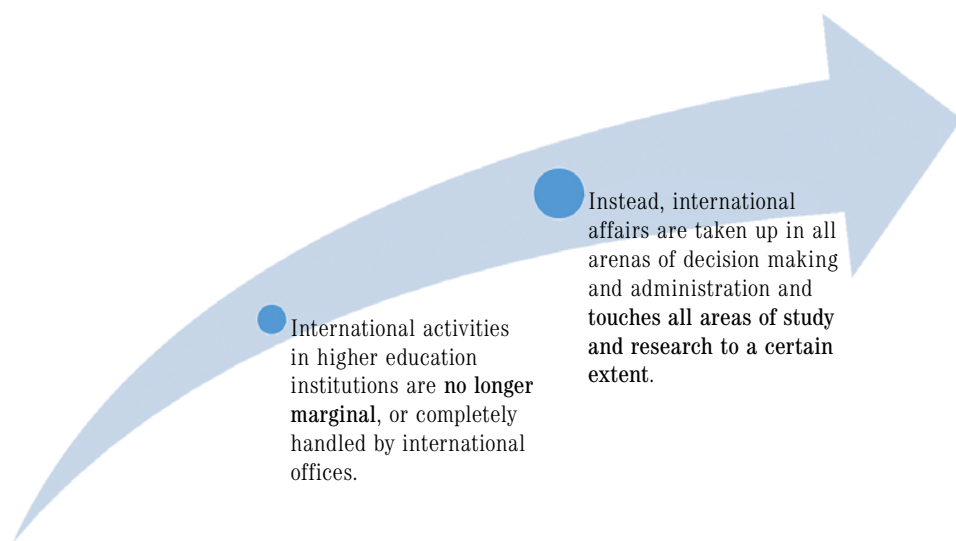 International activities
in higher education
institutions are no longer
marginal, or completely
handled by international
offices.
Instead, international
affairs are taken up in all
arenas of decision making
and administration and
touches all areas of study
and research to a certain
extent.